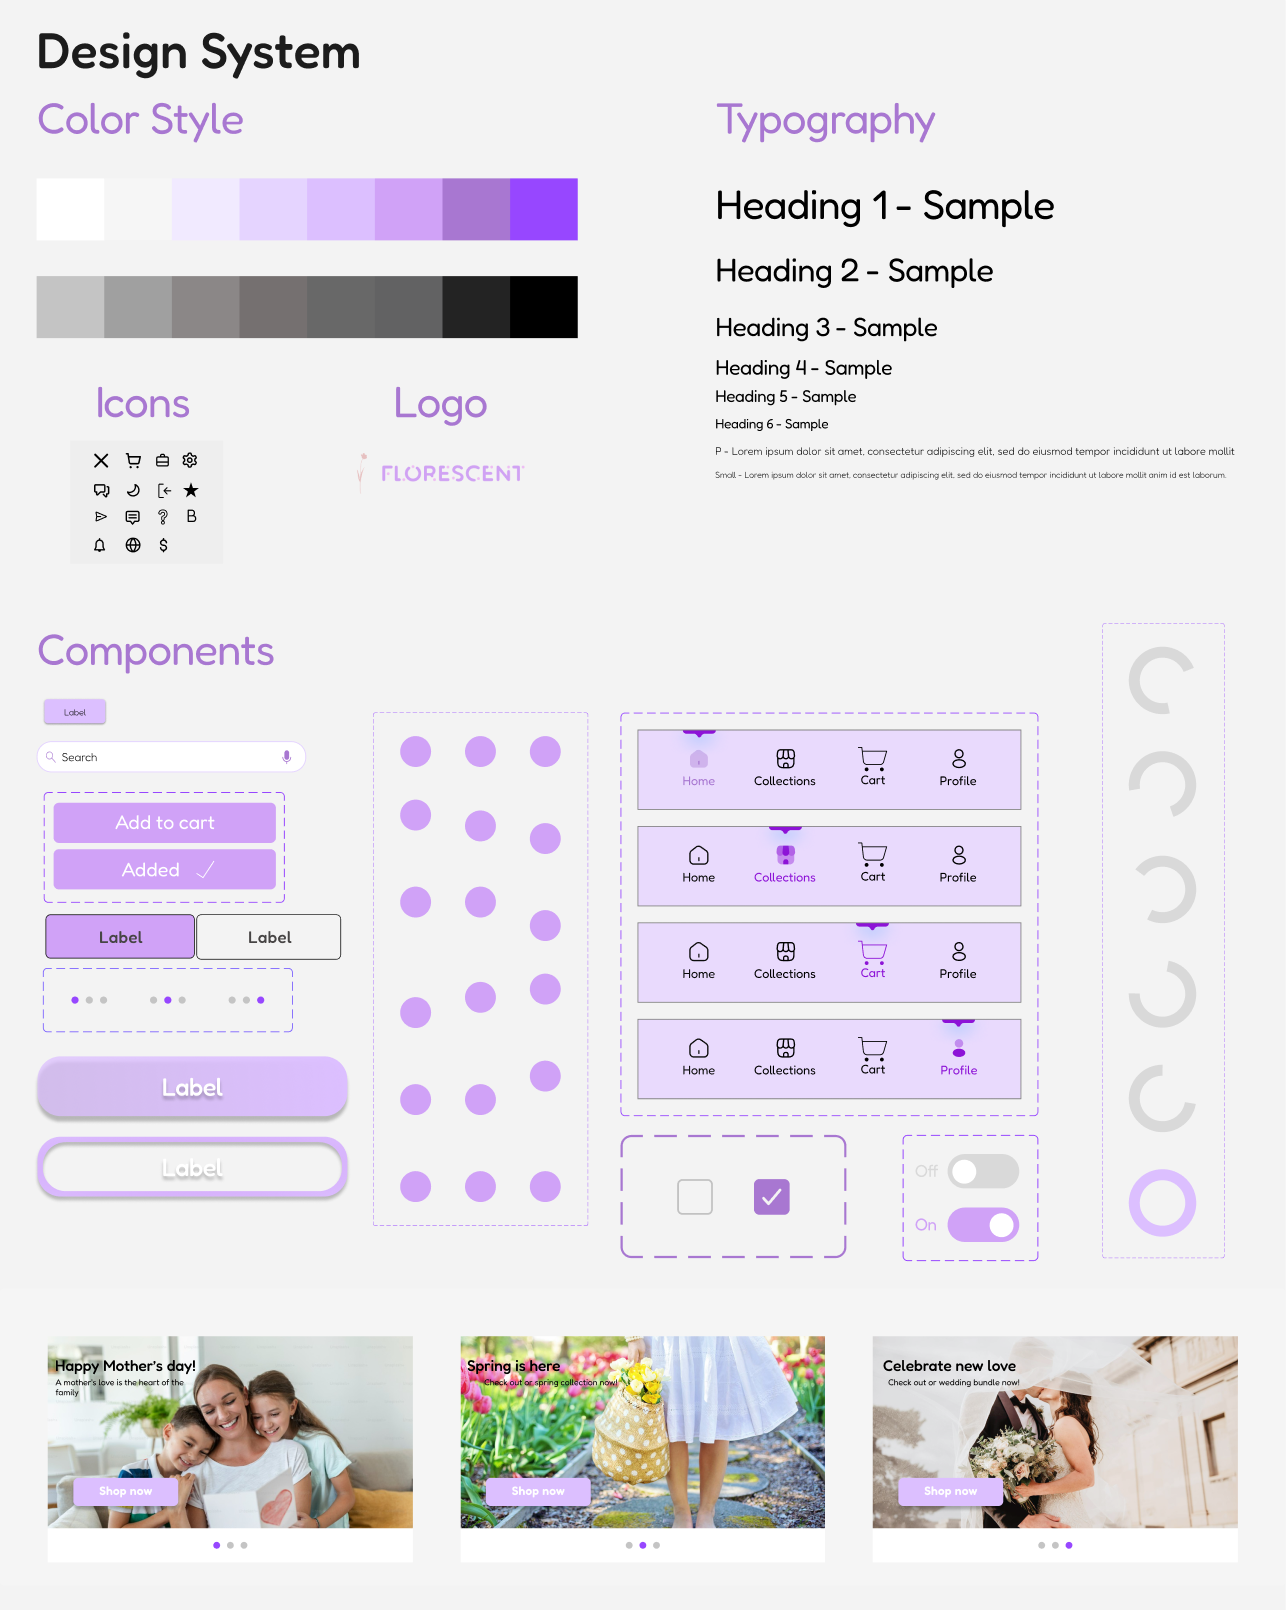 Design System
Color Style
Typography
Heading 1 - Sample
Heading 2 - Sample
Heading 3 - Sample
Heading 4 - Sample
Heading 5 - Sample
Heading 6 - Sample
P - Lorem ipsum dolor sit amet, consectetur adipiscing elit, sed do eiusmod tempor incididunt ut labore mollit
Small - Lorem ipsum dolor sit amet, consectetur adipiscing elit, sed do eiusmod tempor incididunt ut labore mollit anim id est laborum.
Icons
B
Logo
FLORESCENT
Components
Label
Search
Add to cart
Added
Label
Label
Label
Label
Home
Collections
Cart
Profile
Home
Collections
Cart
Profile
Home
Collections
Cart
Profile
Home
Collections
Cart
Profile
Off
On
Happy Mother's day!
A mother's love is the heart of the
family
Shop now
Spring is here
Check out or spring collection now!
Shop now
Celebrate new love
Check out or wedding bundle now!
Shop now